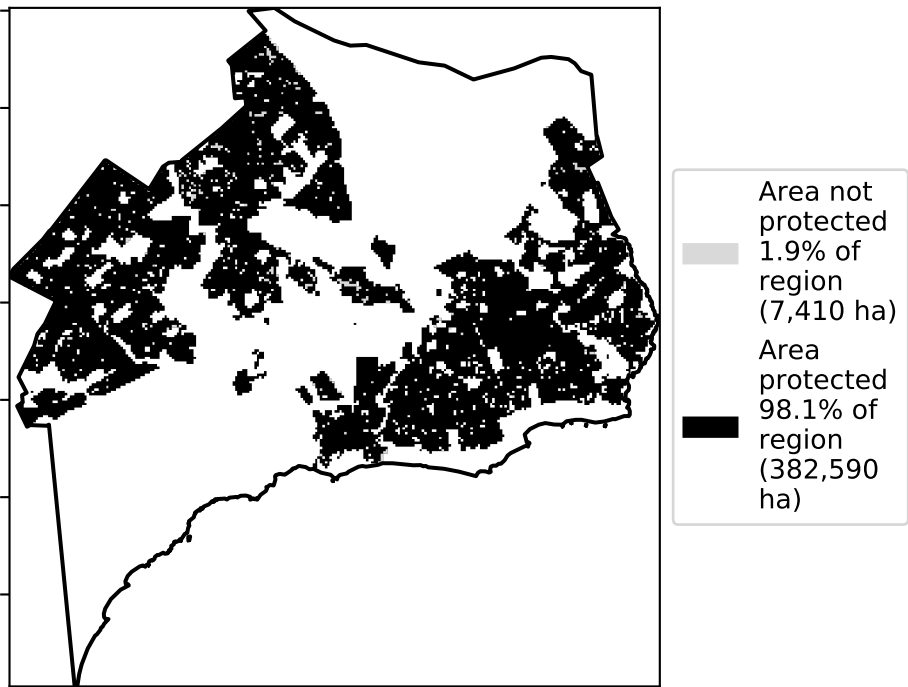 Area not
protected
1.9% of
region
(7,410 ha)
Area
protected
98.1% of
region
(382,590
ha)